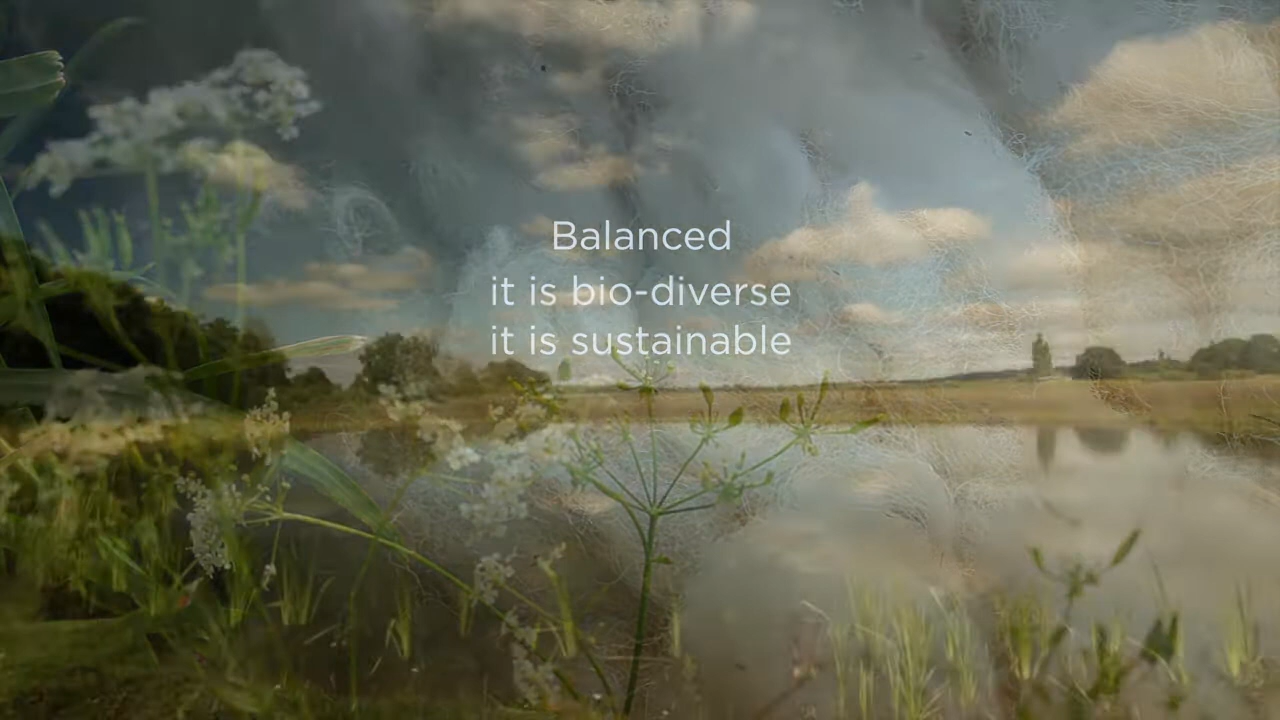 Balanced
it is bio-diverse
it is sustainable